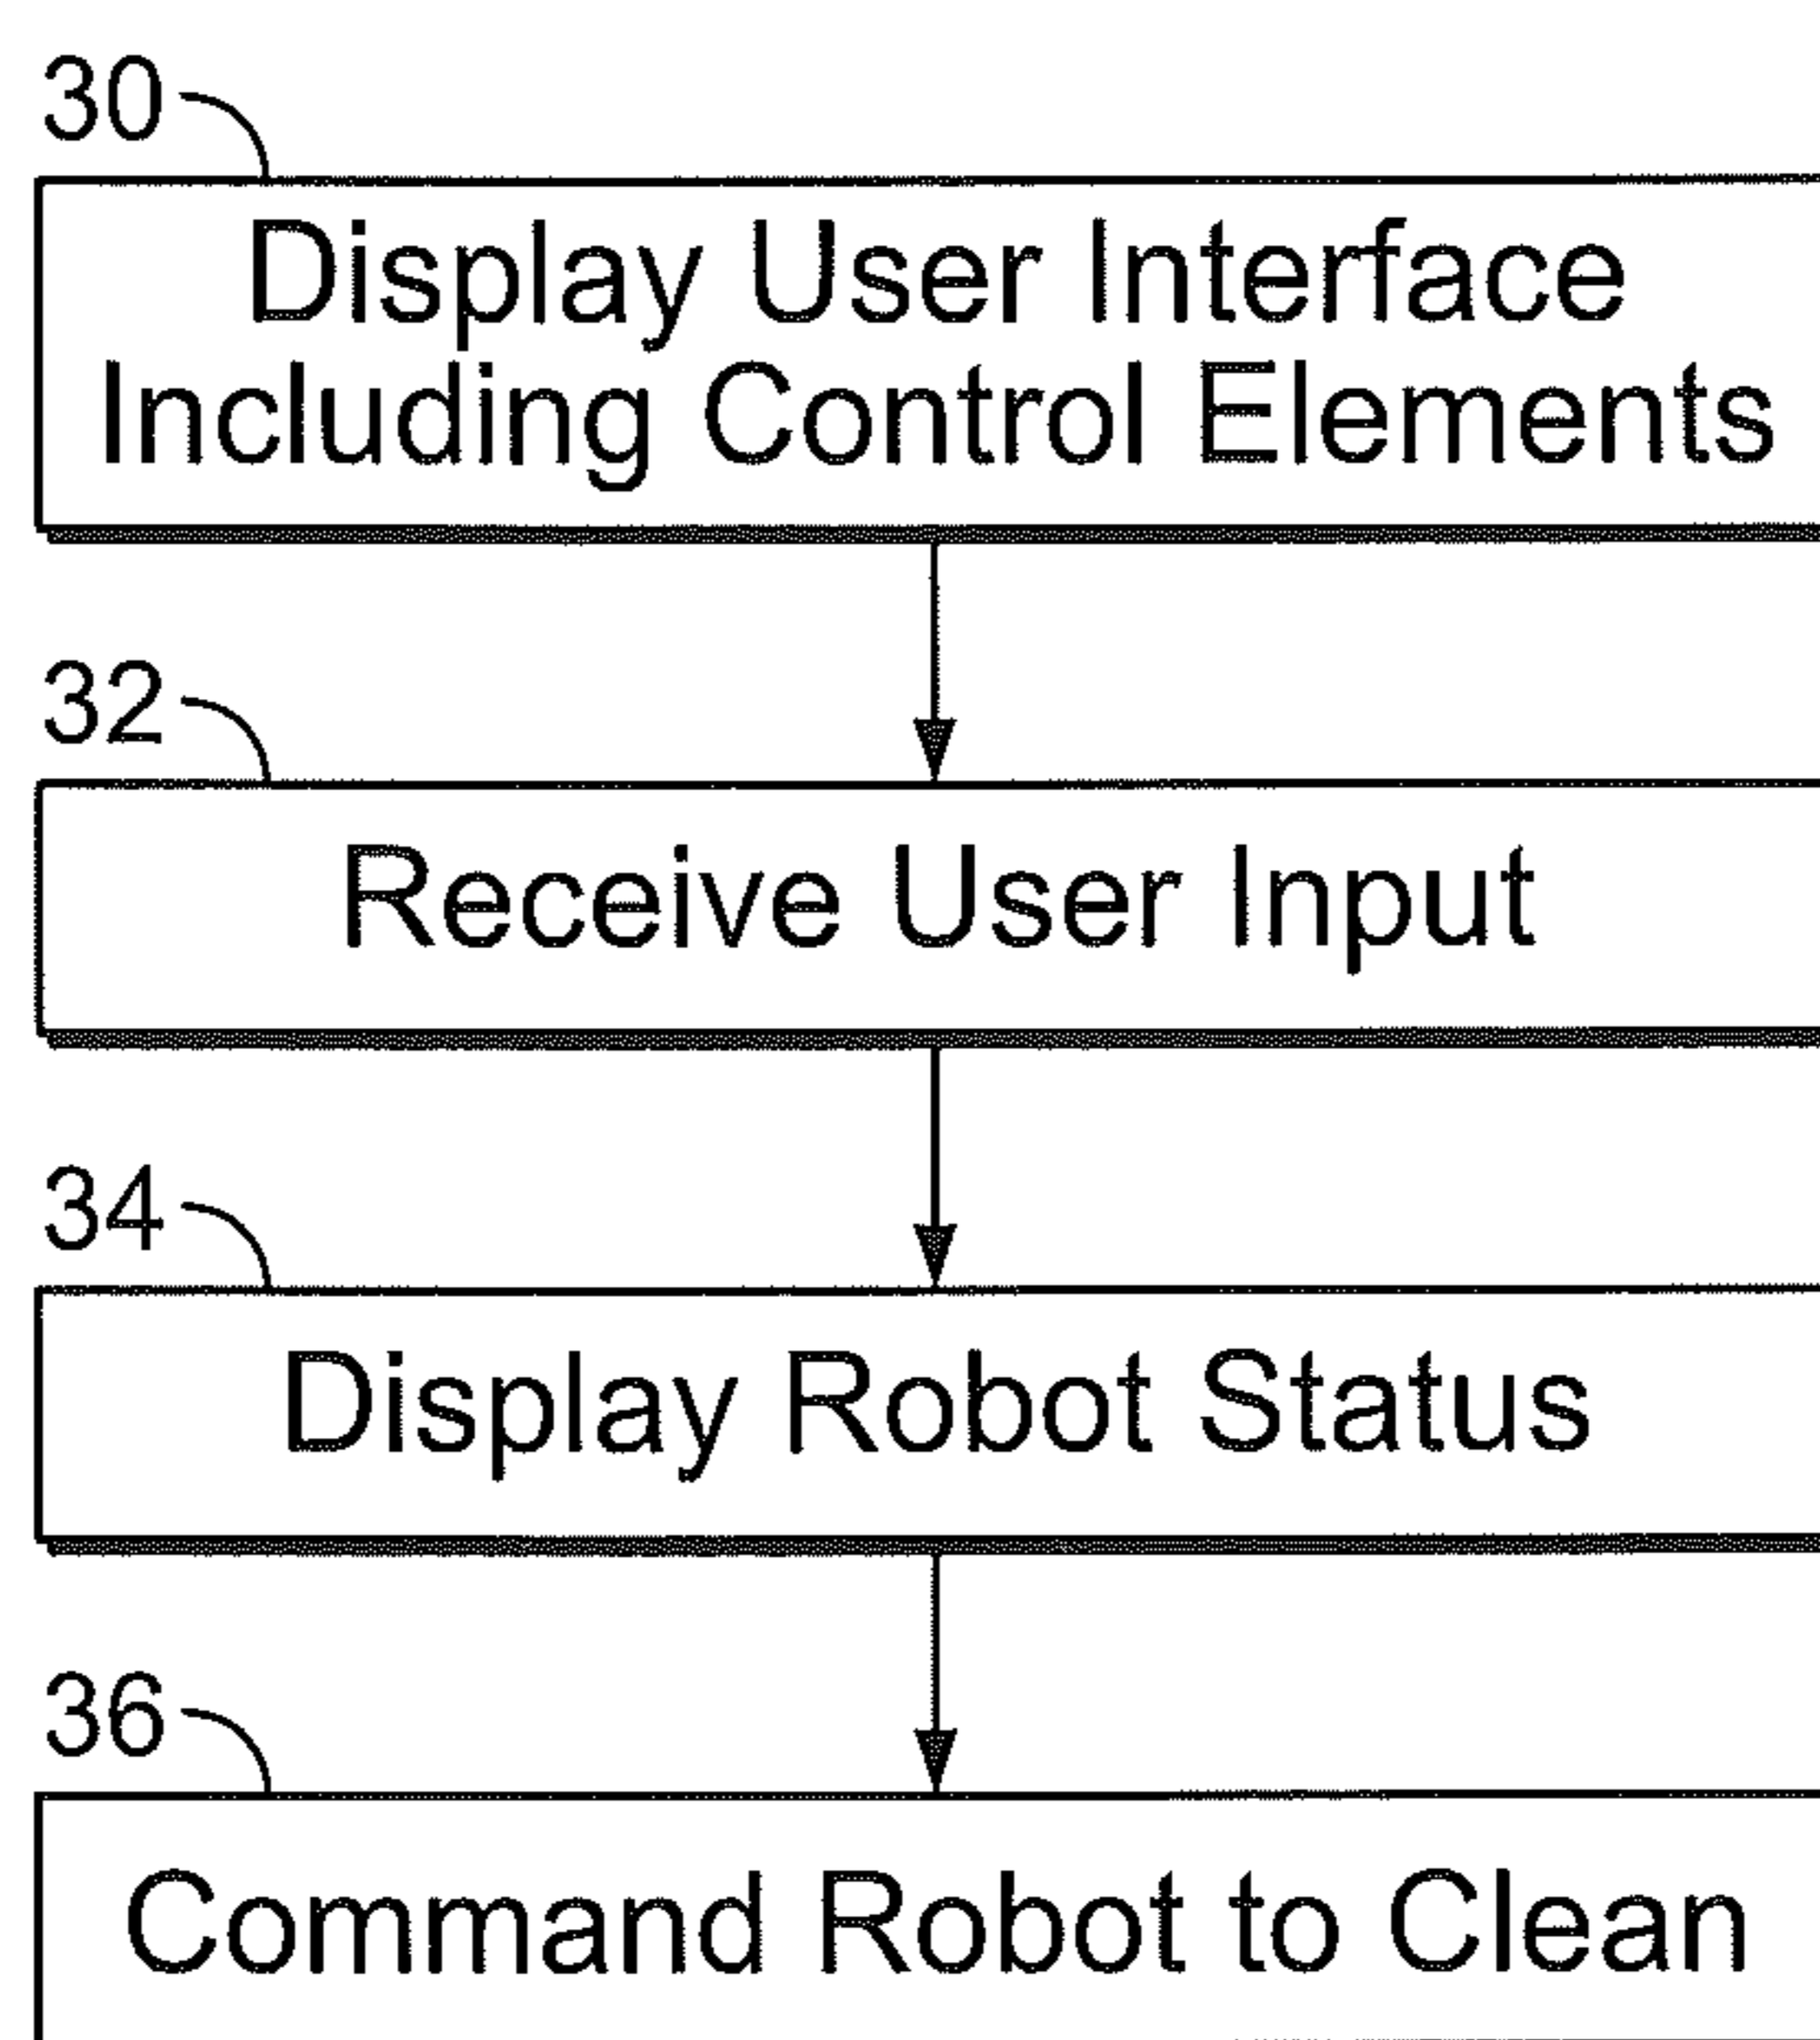 30
Display User Interface
Including Control Elements
32
Receive User Input
34
Display Robot Status
36
Command Robot to Clean